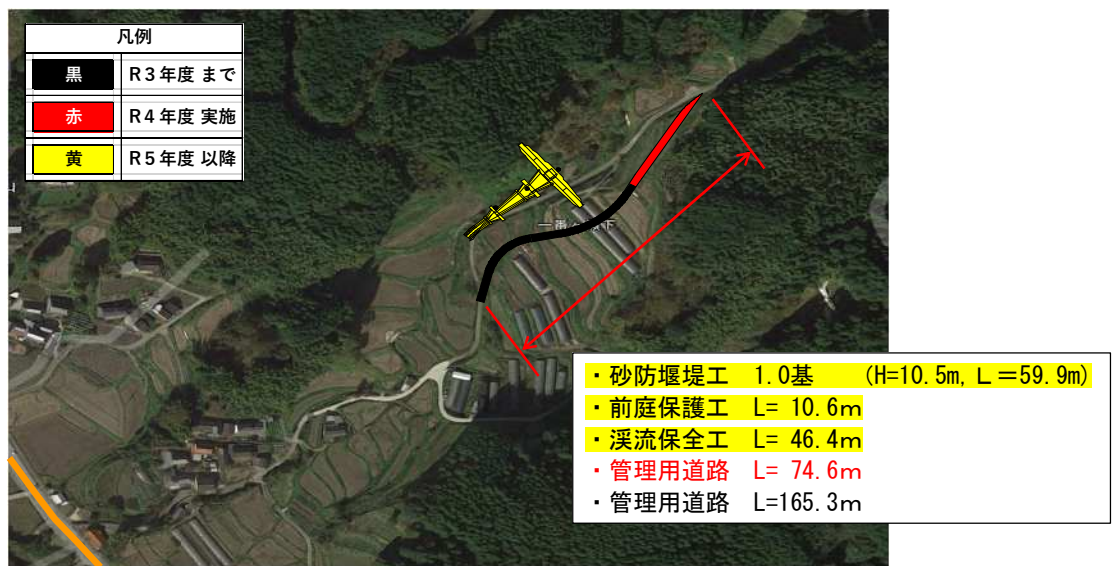 凡例
黒 R3年度 まで
赤 R4年度 実施
黄 R5年度 以降
・砂防堰堤工 1.0基 (H=10.5m, L=59.9m)
・前庭保護工 L= 10.6m
・渓流保全工 L= 46.4m
・管理用道路 L= 74.6m
・管理用道路 L=165.3m